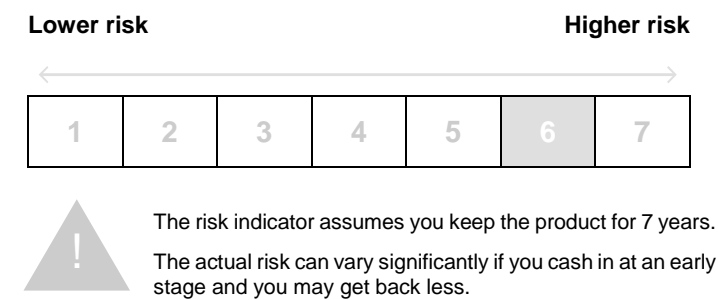 Lower risk Higher risk
1 2 3 4 5 6 7
!
The risk indicator assumes you keep the product for 7 years.
The actual risk can vary significantly if you cash in at an early
stage and you may get back less.